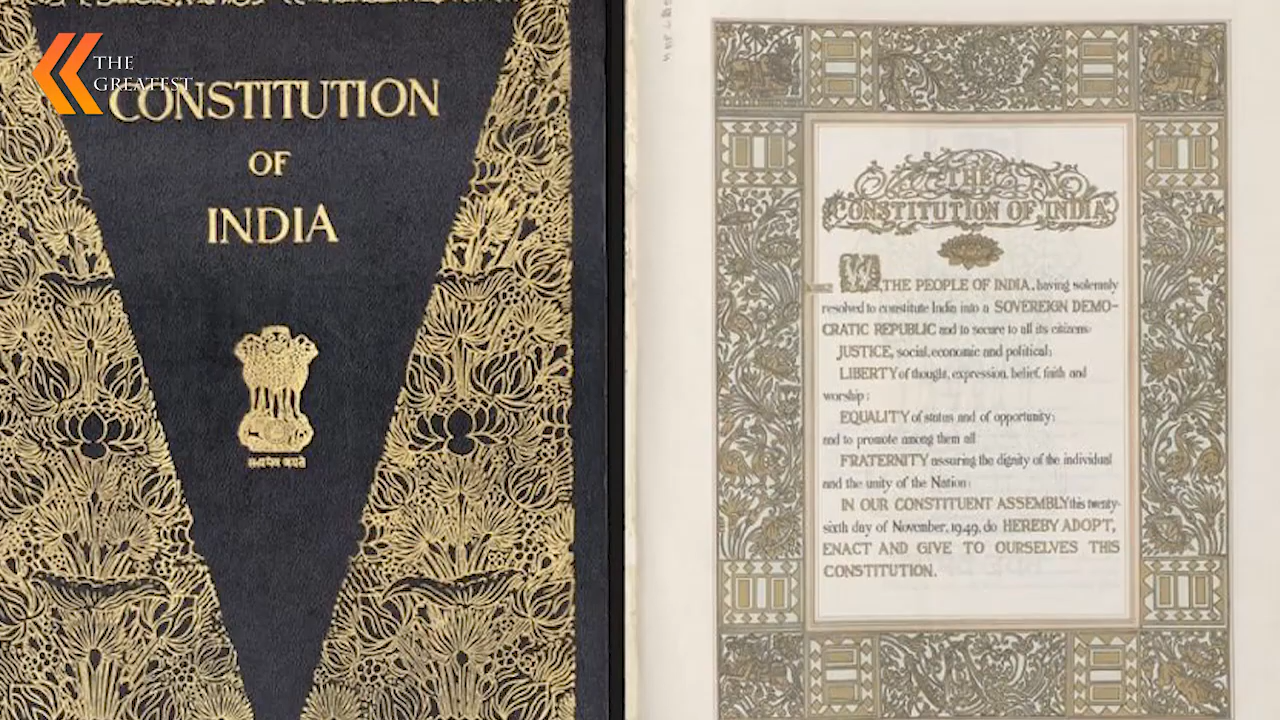 THE
GREATEST
CONSTITUTION
OF
INDIA
सत्यमेव जयते
THE
CONSTITUTION OF INDIA
WE, THE PEOPLE OF INDIA, having solemnly
resolved to constitute India into a SOVEREIGN DEMO-
CRATIC REPUBLIC and to secure to all its citizens:
JUSTICE, social, economic and political;
LIBERTY of thought, expression, belief, faith and
worship;
EQUALITY of status and of opportunity;
and to promote among them all
FRATERNITY assuring the dignity of the individual
and the unity of the Nation;
IN OUR CONSTITUENT ASSEMBLY this twenty-
sixth day of November, 1949, do HEREBY ADOPT,
ENACT AND GIVE TO OURSELVES THIS
CONSTITUTION.